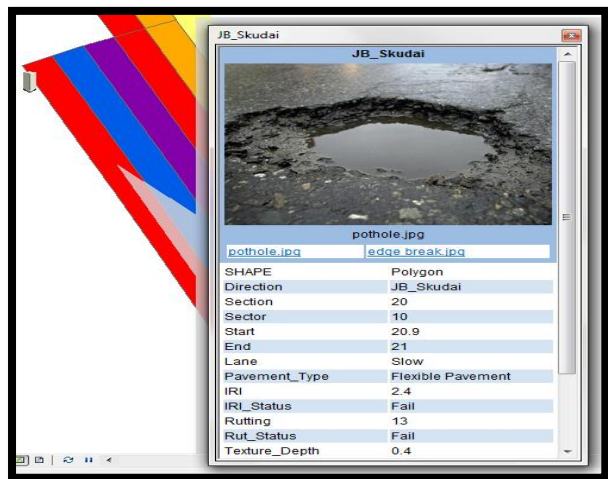 JB_Skudai
JB_Skudai
pothole.jpg
pothole.jpg edge break.jpg
SHAPE Polygon
Direction JB_Skudai
Section 20
Sector 10
Start 20.9
End 21
Lane Slow
Pavement_Type Flexible Pavement
IRI 2.4
IRI_Status Fail
Rutting 13
Rut_Status Fail
Texture_Depth 0.4